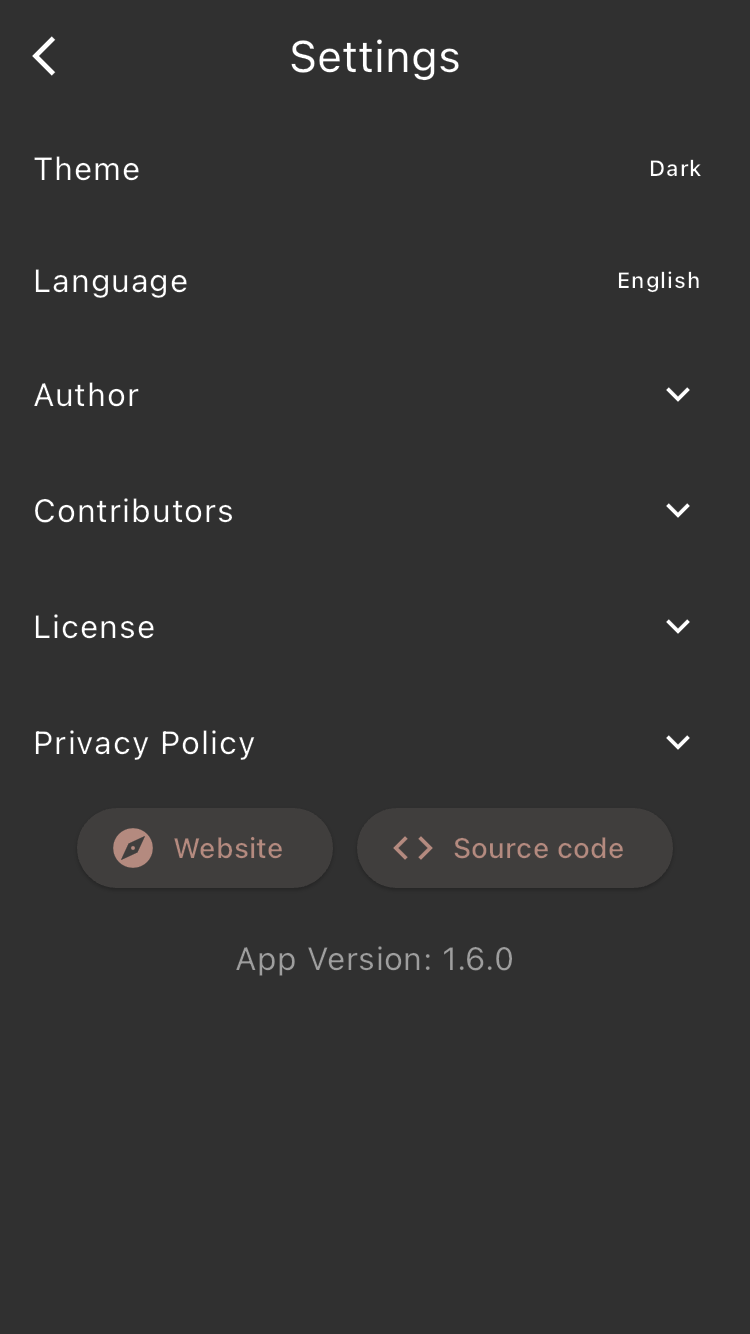 Settings
Theme Dark
Language English
Author
Contributors
License
Privacy Policy
Website Source code
App Version: 1.6.0